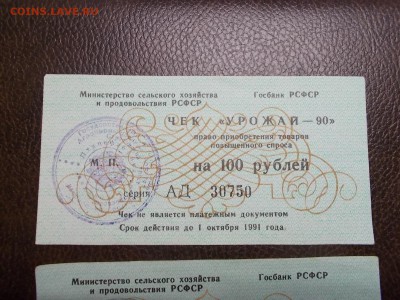 COINS.LAVE.RU
Министерство сельского хозяйства Госбанк РСФСР
и продовольствия РСФСР
ЧЕК «УРОЖАЙ—90»
право приобретения товаров
повышенного спроса
М. П. на 100 рублей
серия АД 30750
Чек не является платежным документом
Срок действия до 1 октября 1991 года.
Министерство сельского хозяйства Госбанк РСФСР
и продовольствия РСФСР